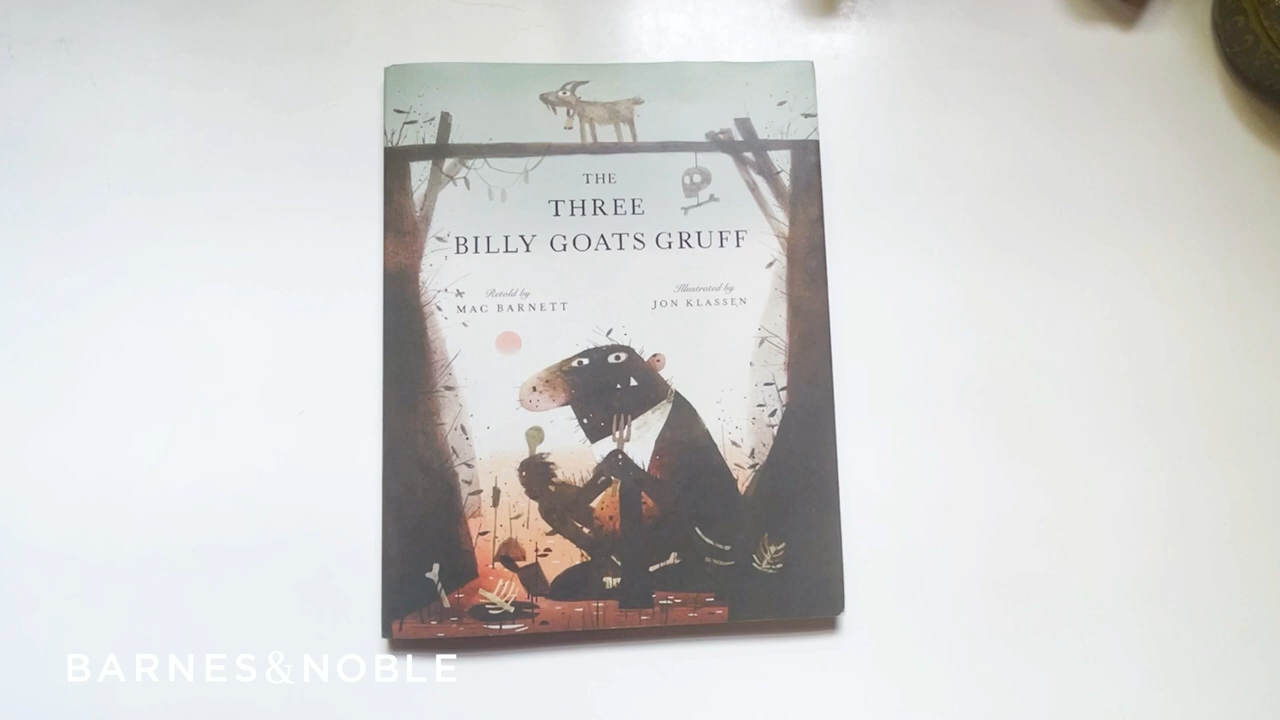 THE
THREE
BILLY GOATS GRUFF
Retold by
MAC BARNETT
Illustrated by
JON KLASSEN
BARNES&NOBLE